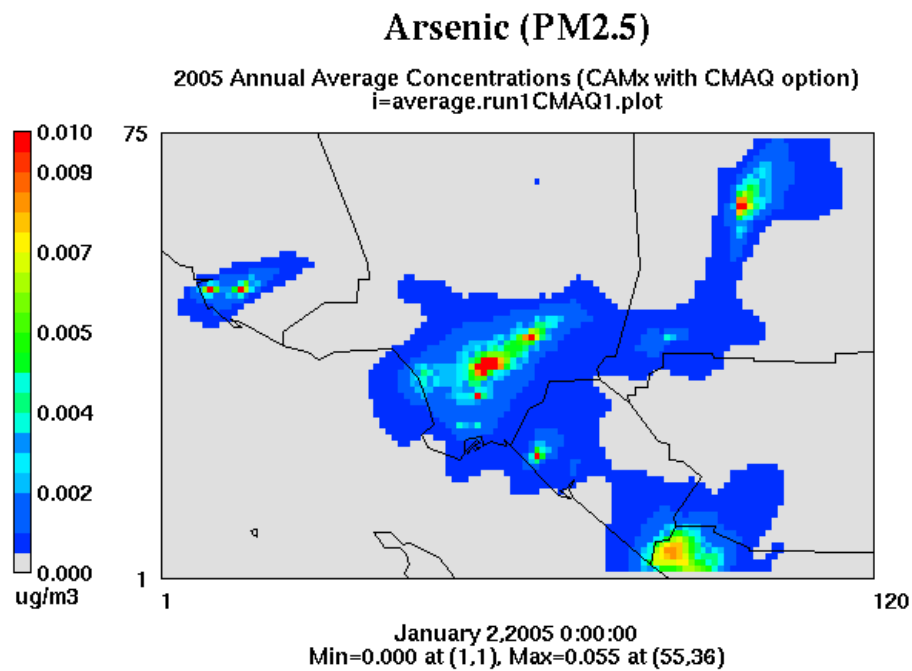 Arsenic (PM2.5)
2005 Annual Average Concentrations (CAMx with CMAQ option)
i=average.run1CMAQ1.plot
0.010
0.009
0.007
0.005
0.004
0.002
0.000
ug/m3
75
1
1
120
January 2,2005 0:00:00
Min=0.000 at (1,1), Max=0.055 at (55,36)